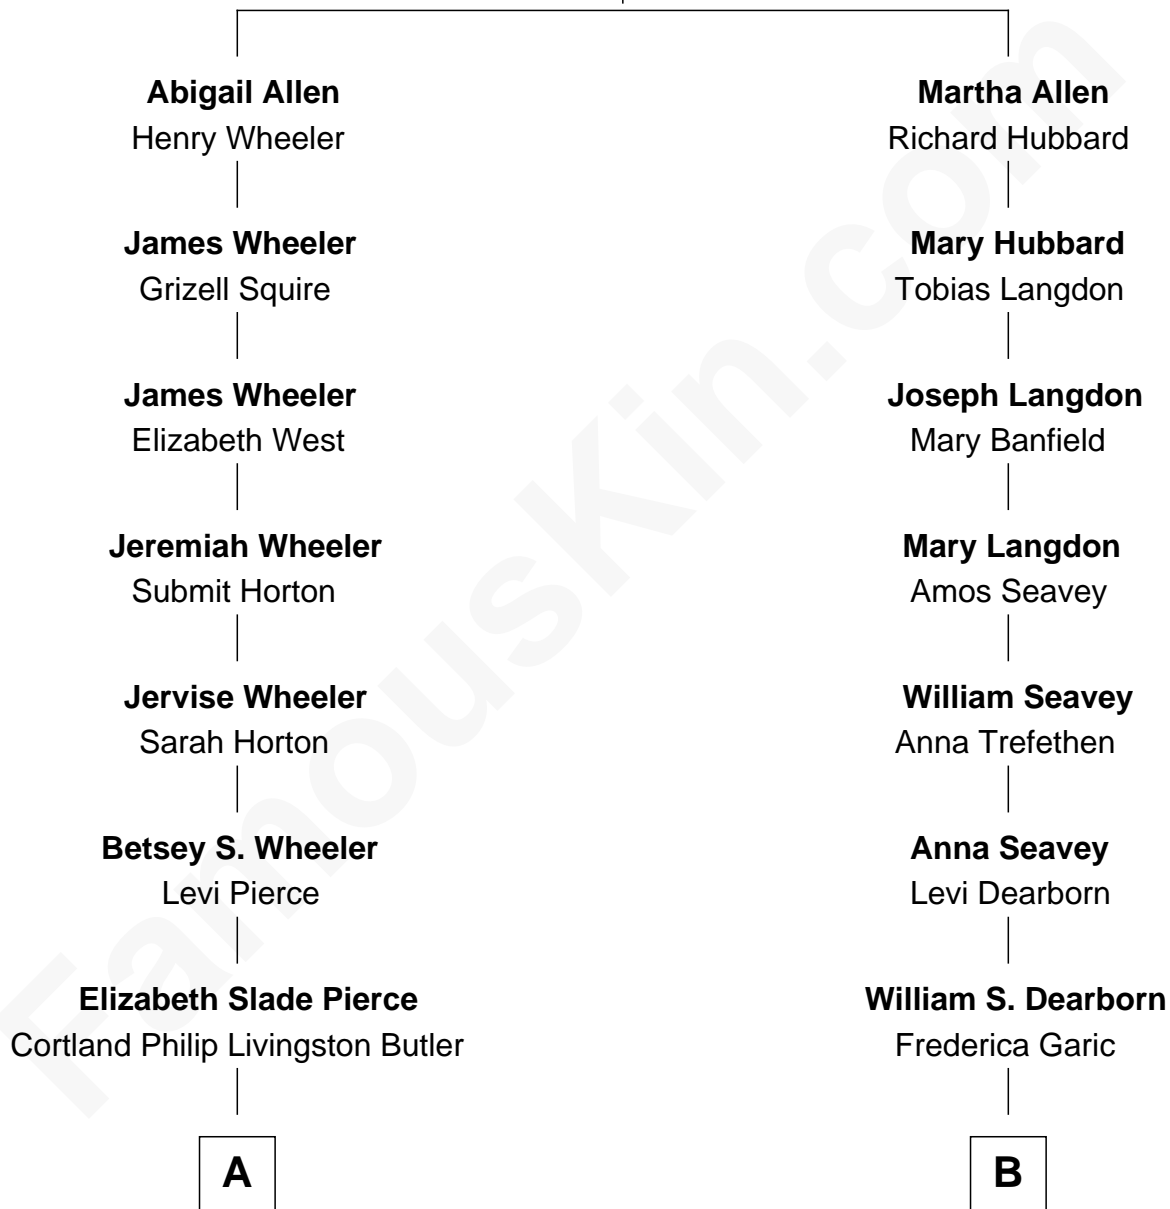 Abigail Allen
Henry Wheeler
James Wheeler
Grizell Squire
James Wheeler
Elizabeth West
Jeremiah Wheeler
Submit Horton
Jervise Wheeler
Sarah Horton
Betsey S. Wheeler
Levi Pierce
Elizabeth Slade Pierce
Cortland Philip Livingston Butler
A
Martha Allen
Richard Hubbard
Mary Hubbard
Tobias Langdon
Joseph Langdon
Mary Banfield
Mary Langdon
Amos Seavey
William Seavey
Anna Trefethen
Anna Seavey
Levi Dearborn
William S. Dearborn
Frederica Garic
B
FamousKin.com